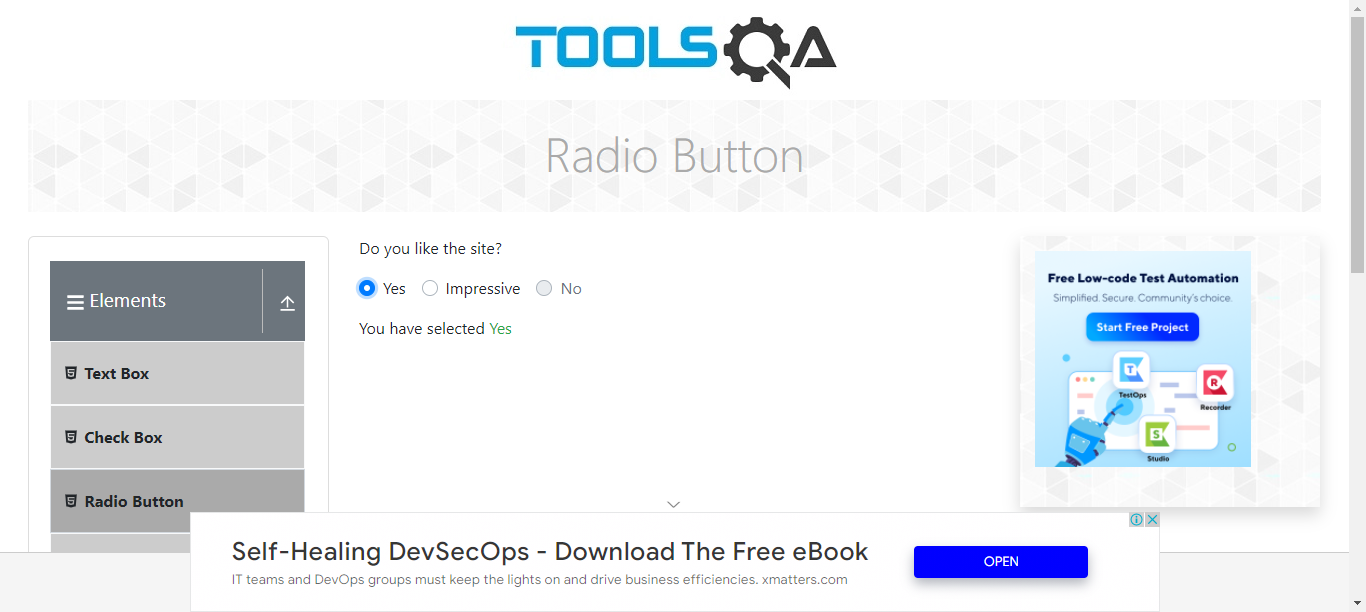 TOOLSQA
Radio Button
Elements
Text Box
Check Box
Radio Button
Do you like the site?
Yes Impressive No
You have selected Yes
Free Low-code Test Automation
Simplified. Secure. Community's choice.
Start Free Project
T
TestOps
R
Recorder
S
Studio
Self-Healing DevSecOps - Download The Free eBook
IT teams and DevOps groups must keep the lights on and drive business efficiencies. xmatters.com
OPEN